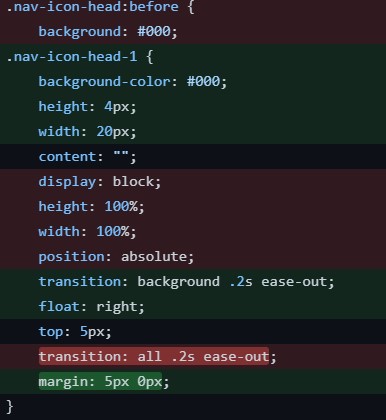 .nav-icon-head:before {
background: #000;
.nav-icon-head-1 {
background-color: #000;
height: 4px;
width: 20px;
content: "";
display: block;
height: 100%;
width: 100%;
position: absolute;
transition: background .2s ease-out;
float: right;
top: 5px;
transition: all .2s ease-out;
margin: 5px 0px;
}